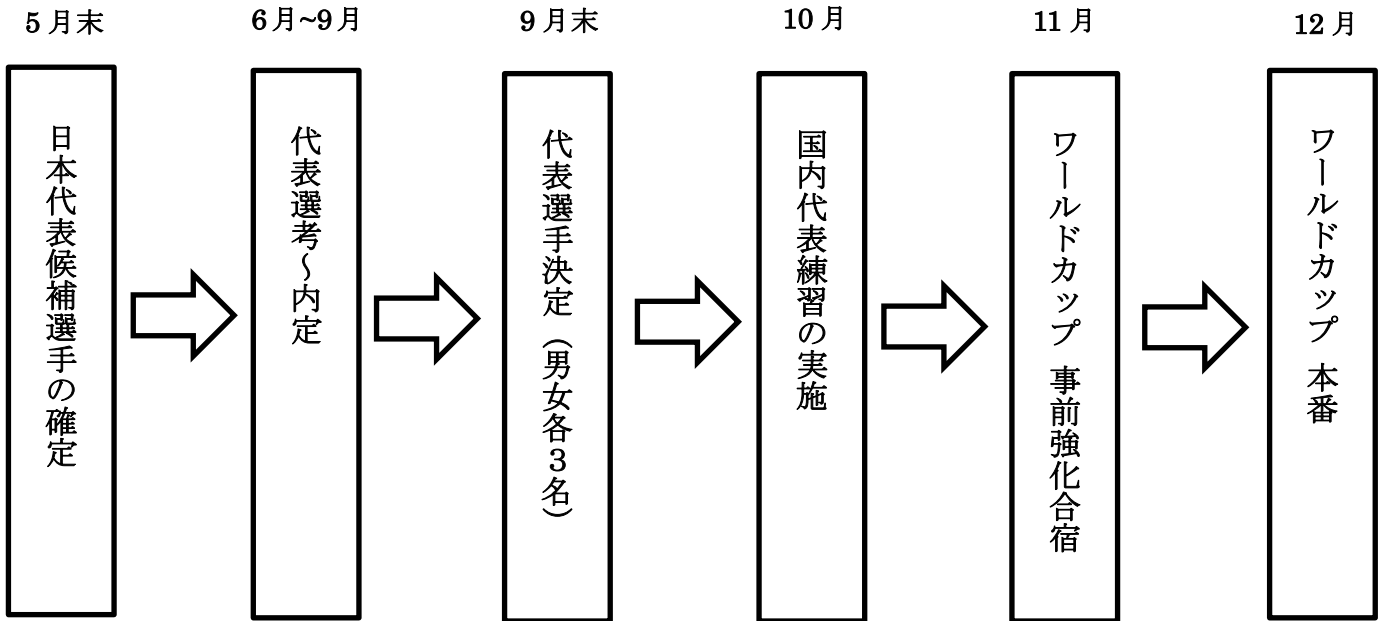 5月末
6月~9月
9月末
10月
11月
12月
日本代表候補選手の確定
代表選考～内定
代表選手決定（男女各３名）
国内代表練習の実施
ワールドカップ 事前強化合宿
ワールドカップ 本番